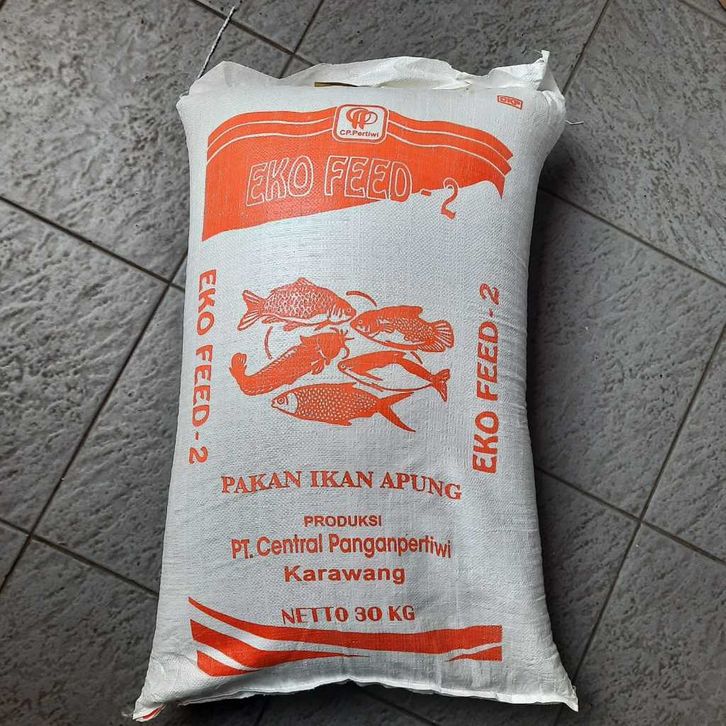 DKP
CP.Pertiwi
EKO FEED-2
EKO FEED-2
EKO FEED-2
PAKAN IKAN APUNG
PRODUKSI
PT. Central Panganpertiwi
Karawang
NETTO 30 KG